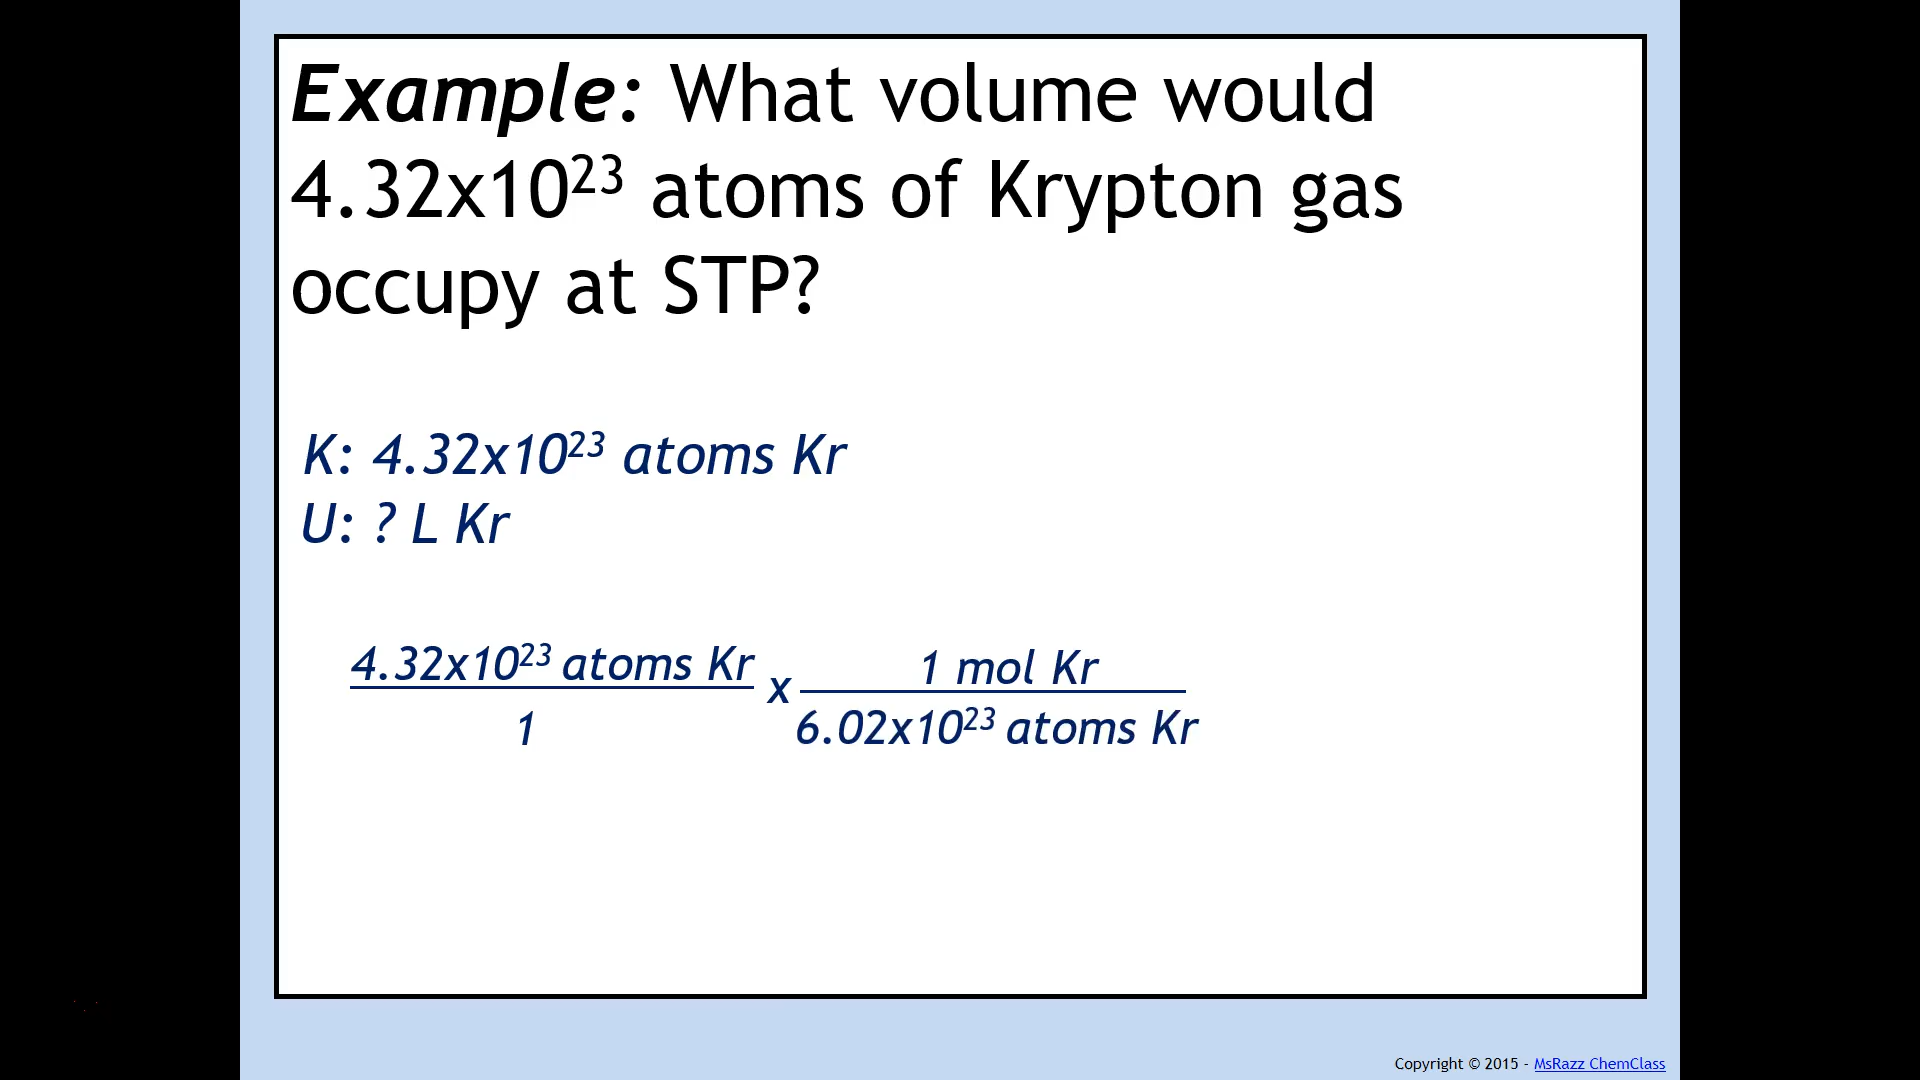 Example: What volume would
4.32x10²³ atoms of Krypton gas
occupy at STP?
K: 4.32x10²³ atoms Kr
U: ? L Kr
4.32x10²³ atoms Kr
1
x
1 mol Kr
6.02x10²³ atoms Kr
Copyright © 2015 - MsRazz ChemClass